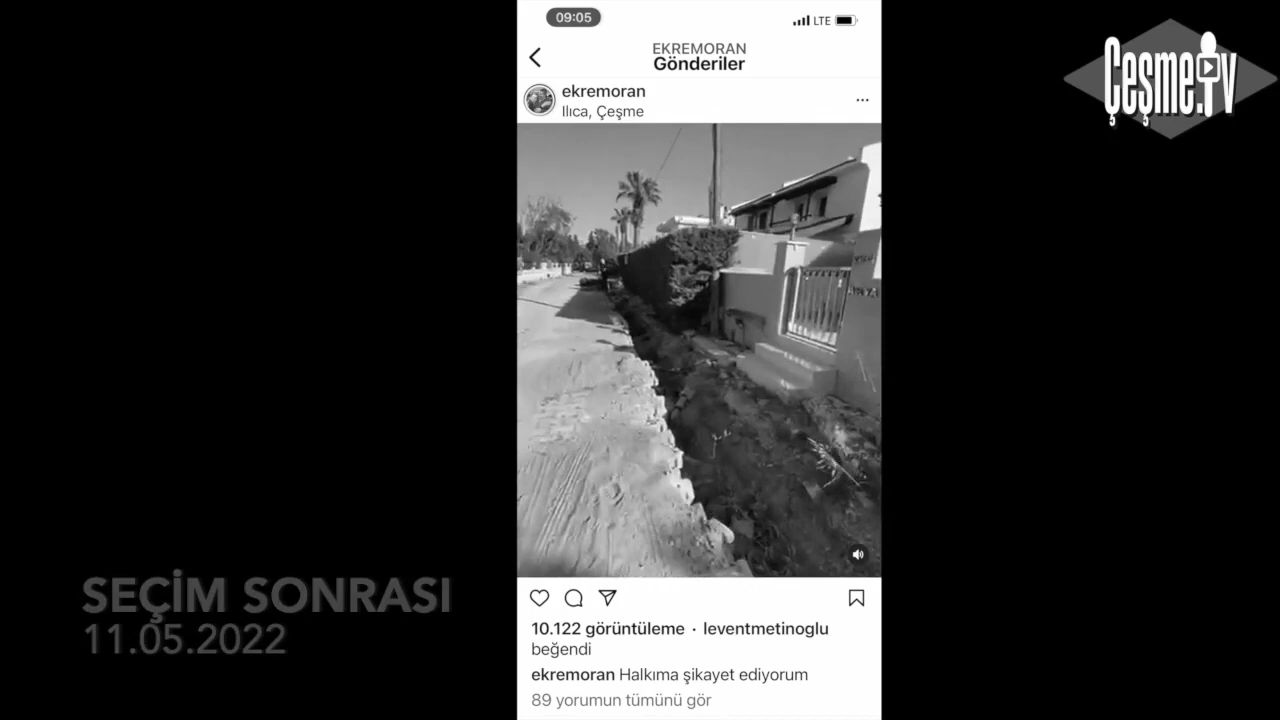 09:05
LTE
EKREMORAN
Gönderiler
ekremoran
Ilıca, Çeşme
Çeşme.tv
10.122 görüntüleme · leventmetinoglu
beğendi
ekremoran Halkıma şikayet ediyorum
89 yorumun tümünü gör
SEÇİM SONRASI
11.05.2022